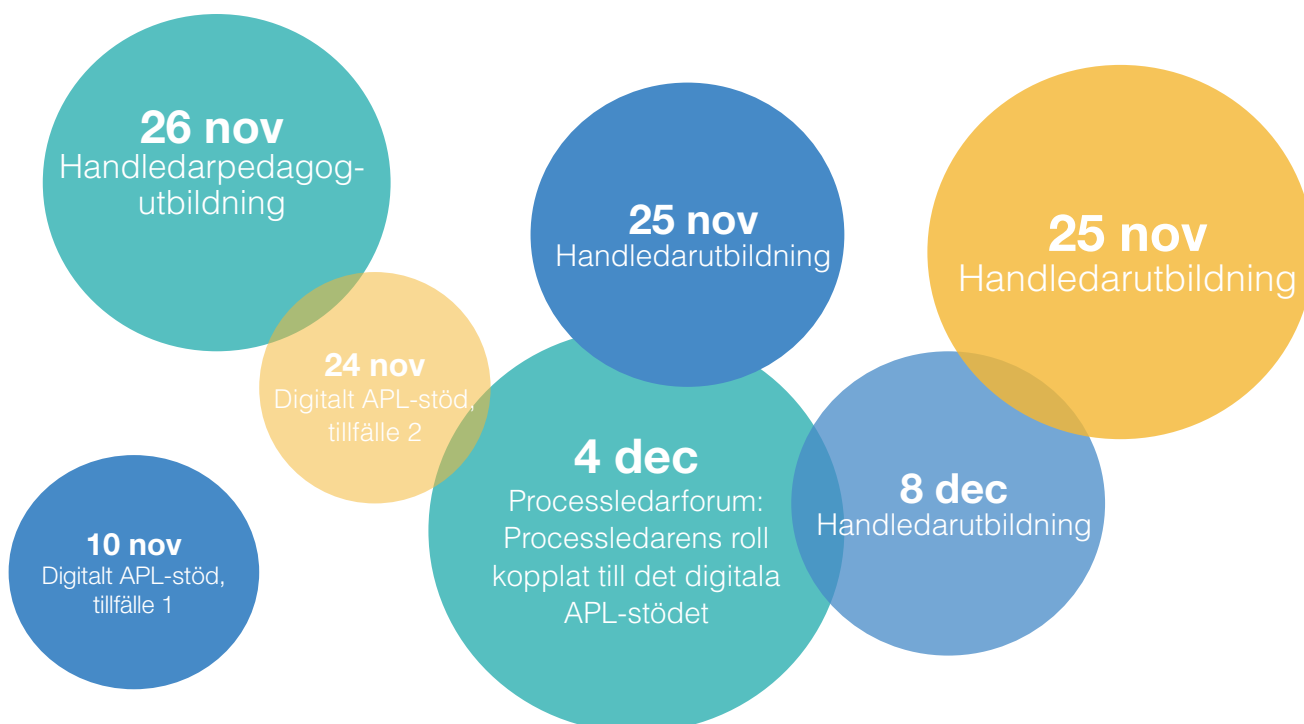 26 nov
Handledarpedagog-
utbildning
25 nov
Handledarutbildning
25 nov
Handledarutbildning
24 nov
Digitalt APL-stöd,
tillfälle 2
4 dec
Processledarforum:
Processledarens roll
kopplat till det digitala
APL-stödet
8 dec
Handledarutbildning
10 nov
Digitalt APL-stöd,
tillfälle 1